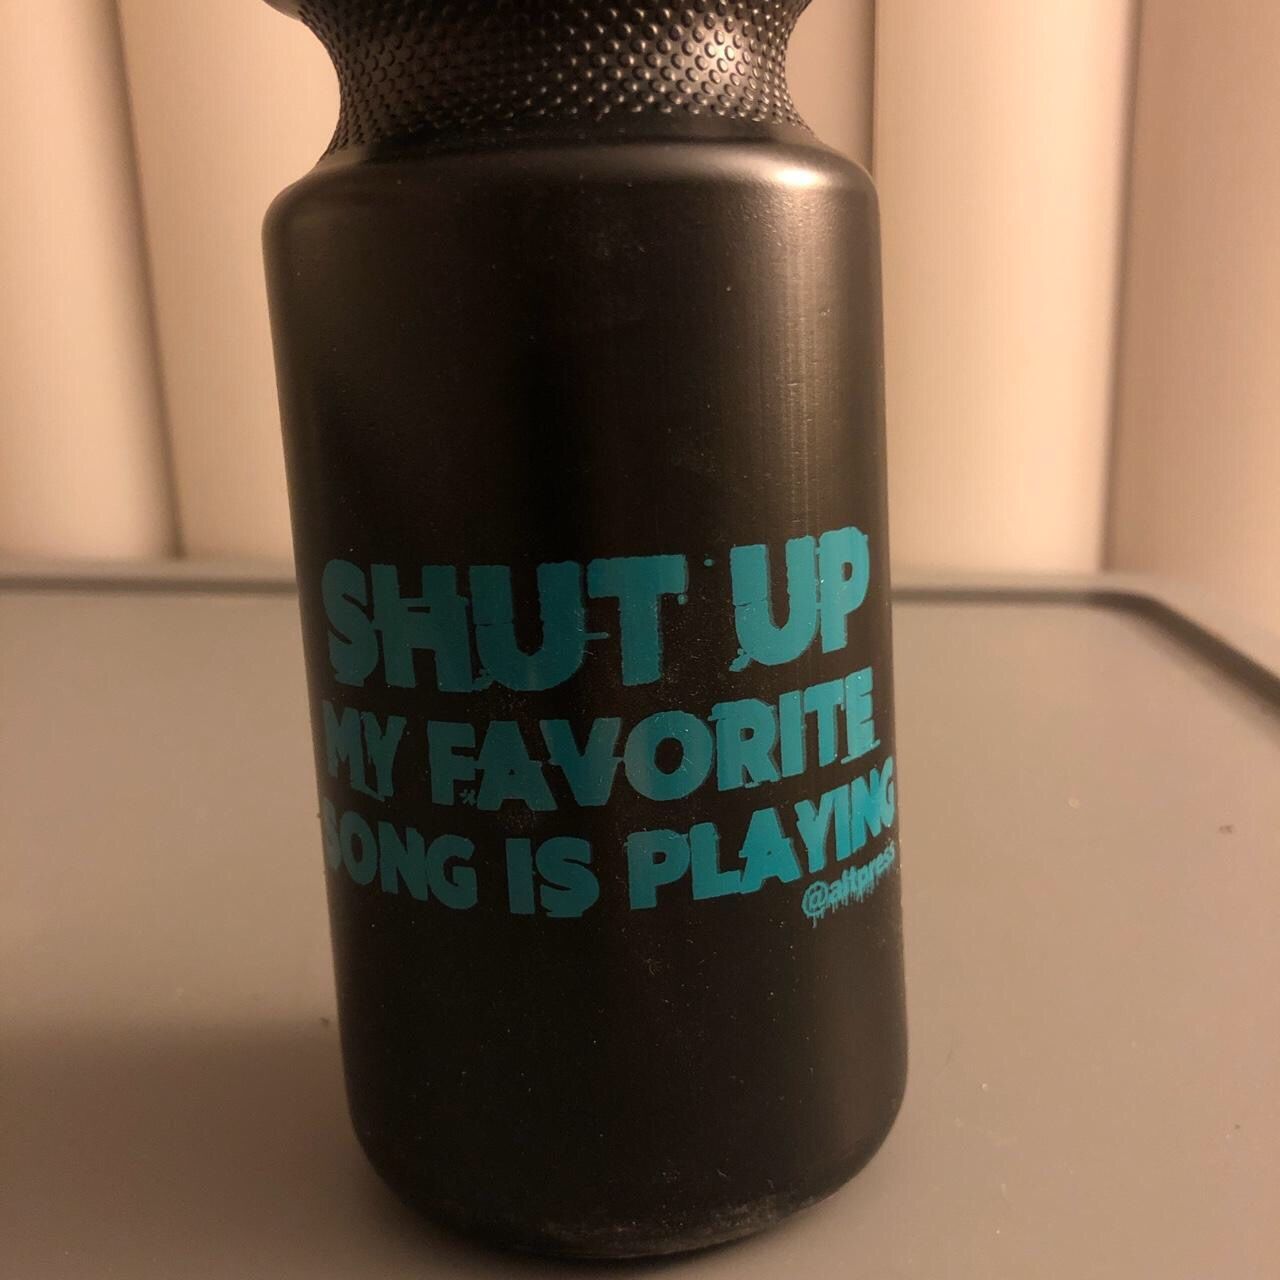 SHUT UP
MY FAVORITE
SONG IS PLAYING
@altpress